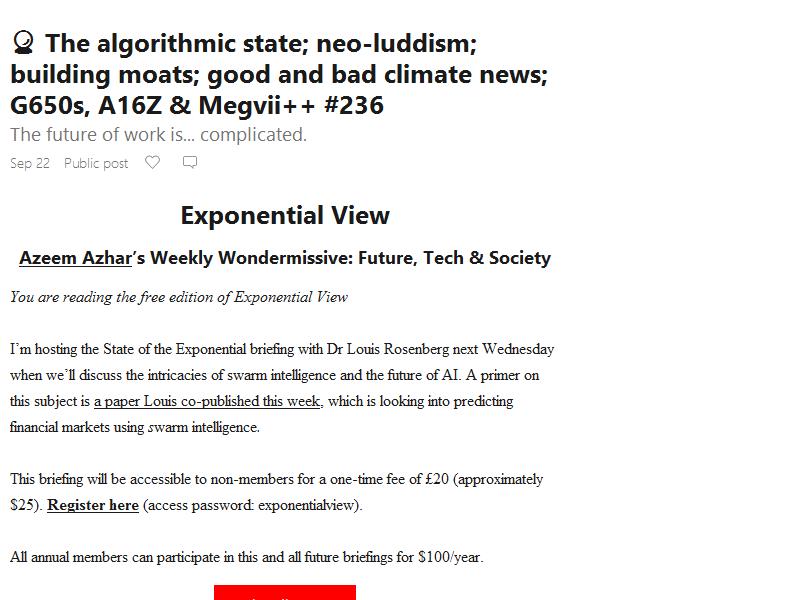 🔮 The algorithmic state; neo-luddism;
building moats; good and bad climate news;
G650s, A16Z & Megvii++ #236
The future of work is... complicated.
Sep 22 Public post
Exponential View
Azeem Azhar’s Weekly Wondermissive: Future, Tech & Society
You are reading the free edition of Exponential View
I’m hosting the State of the Exponential briefing with Dr Louis Rosenberg next Wednesday
when we’ll discuss the intricacies of swarm intelligence and the future of AI. A primer on
this subject is a paper Louis co-published this week, which is looking into predicting
financial markets using swarm intelligence.
This briefing will be accessible to non-members for a one-time fee of £20 (approximately
$25). Register here (access password: exponentialview).
All annual members can participate in this and all future briefings for $100/year.